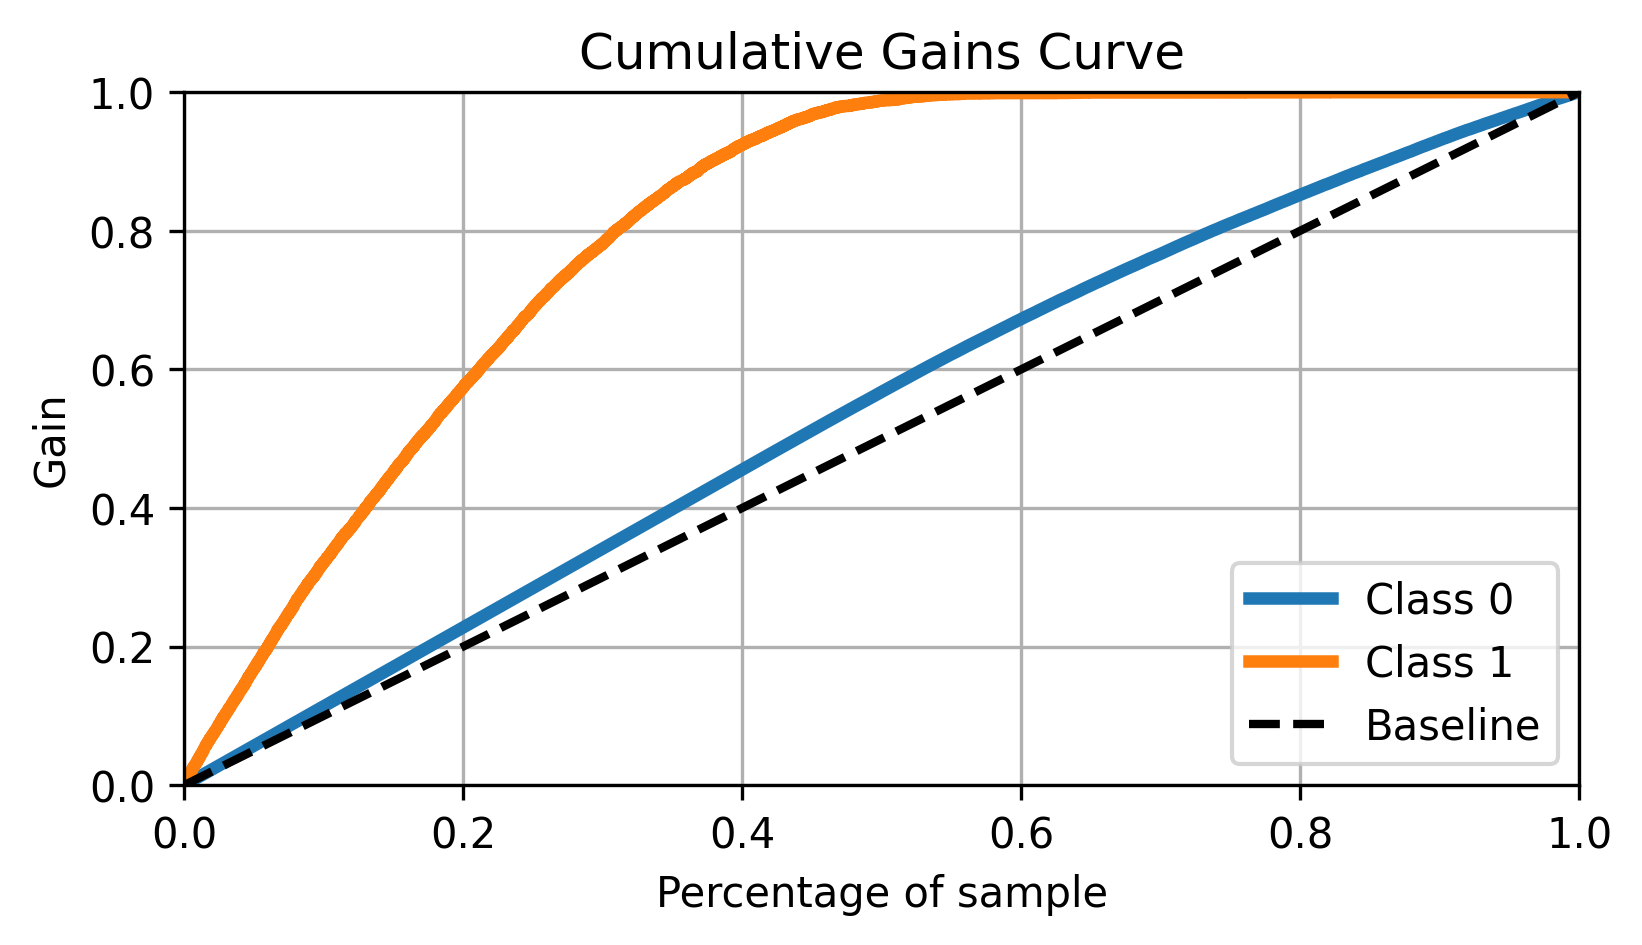 Cumulative Gains Curve
1.0
0.8
0.6
0.4
0.2
0.0
Gain
0.0 0.2 0.4 0.6 0.8 1.0
Percentage of sample
Class 0
Class 1
Baseline